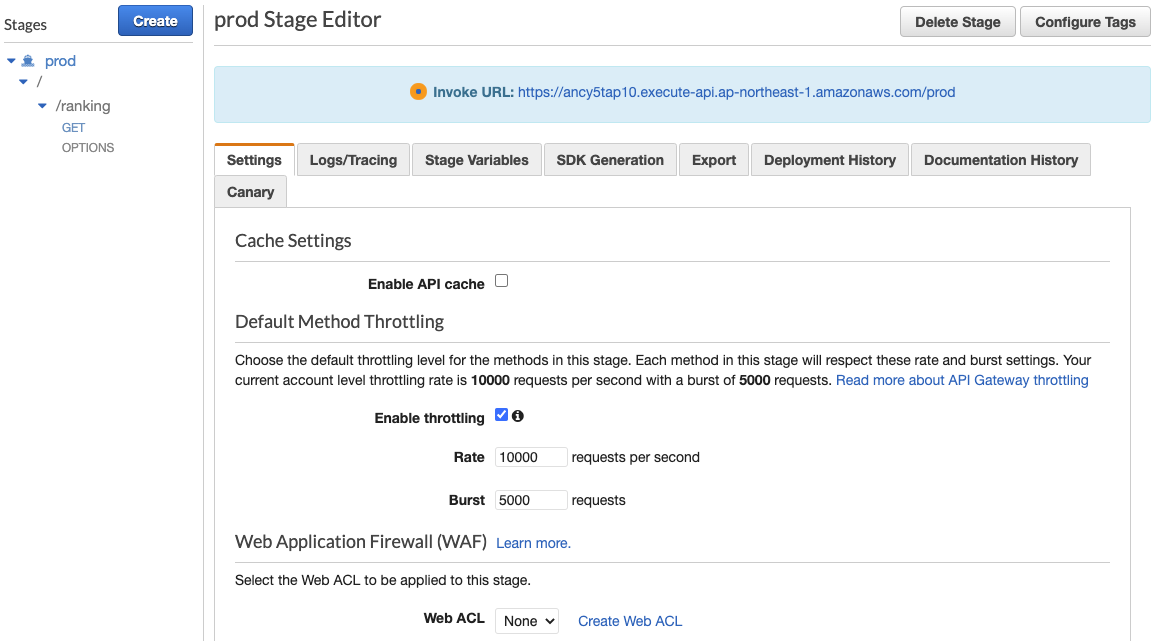 Stages
Create
prod
/
/ranking
GET
OPTIONS
prod Stage Editor
Delete Stage
Configure Tags
Invoke URL: https://ancy5tap10.execute-api.ap-northeast-1.amazonaws.com/prod
Settings
Logs/Tracing
Stage Variables
SDK Generation
Export
Deployment History
Documentation History
Canary
Cache Settings
Enable API cache
Default Method Throttling
Choose the default throttling level for the methods in this stage. Each method in this stage will respect these rate and burst settings. Your
current account level throttling rate is 10000 requests per second with a burst of 5000 requests. Read more about API Gateway throttling
Enable throttling
Rate 10000 requests per second
Burst 5000 requests
Web Application Firewall (WAF) Learn more.
Select the Web ACL to be applied to this stage.
Web ACL None Create Web ACL